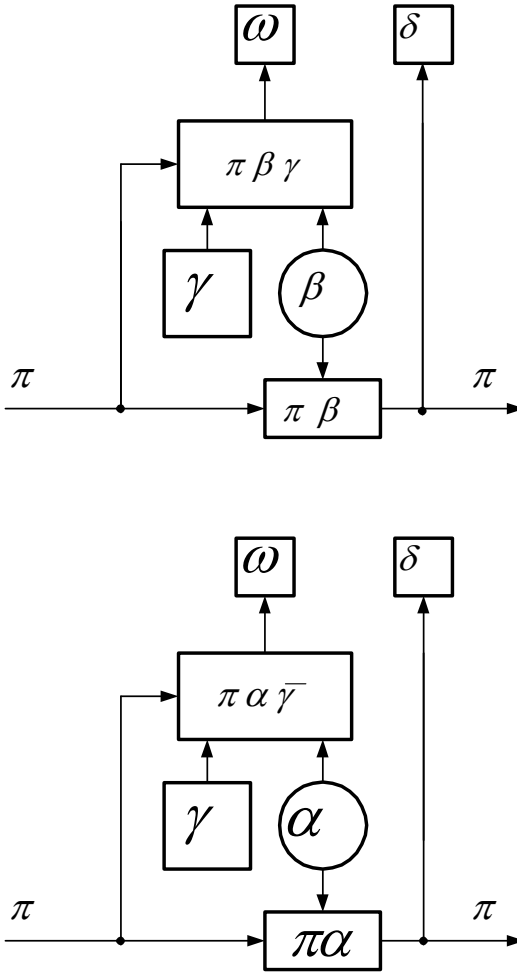 ω δ
π β γ
γ β
π π
π β
ω δ
π α γ̅
γ α
π π
πα